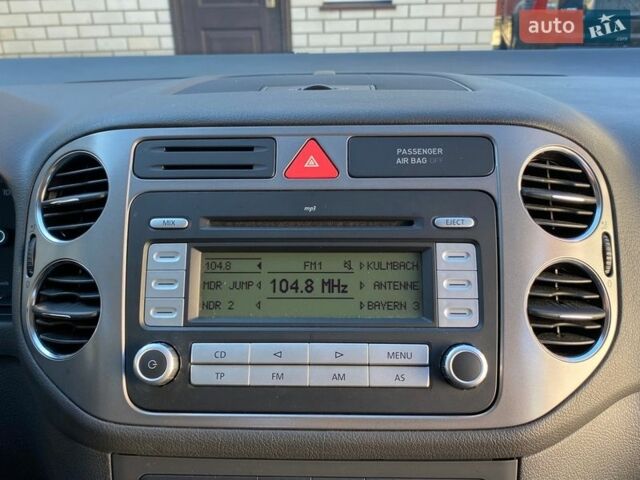 auto RIA
.com
PASSENGER
AIR BAG OFF
mp3
MIX
EJECT
104.8 FM1 KULMBACH
MDR JUMP 104.8 MHz ANTENNE
NDR 2 BAYERN 3
CD MENU
TP FM AM AS